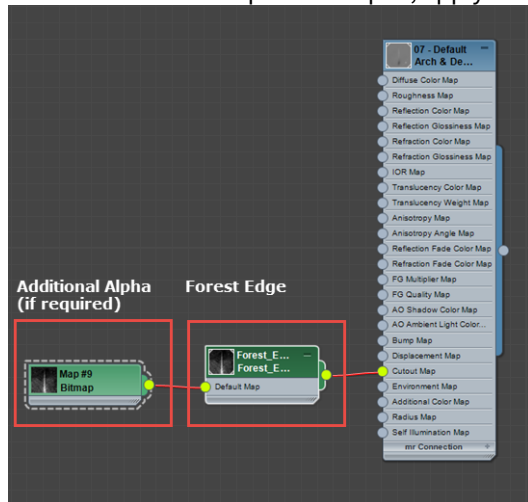 07 - Default
Arch & De...
Diffuse Color Map
Roughness Map
Reflection Color Map
Reflection Glossiness Map
Refraction Color Map
Refraction Glossiness Map
IOR Map
Translucency Color Map
Translucency Weight Map
Anisotropy Map
Anisotropy Angle Map
Reflection Fade Color Map
Refraction Fade Color Map
FG Multiplier Map
FG Quality Map
AO Shadow Color Map
AO Ambient Light Color...
Bump Map
Displacement Map
Cutout Map
Environment Map
Additional Color Map
Radius Map
Self Illumination Map
mr Connection +
Additional Alpha
(if required)
Map #9
Bitmap
Forest Edge
Forest_E...
Forest_E...
Default Map